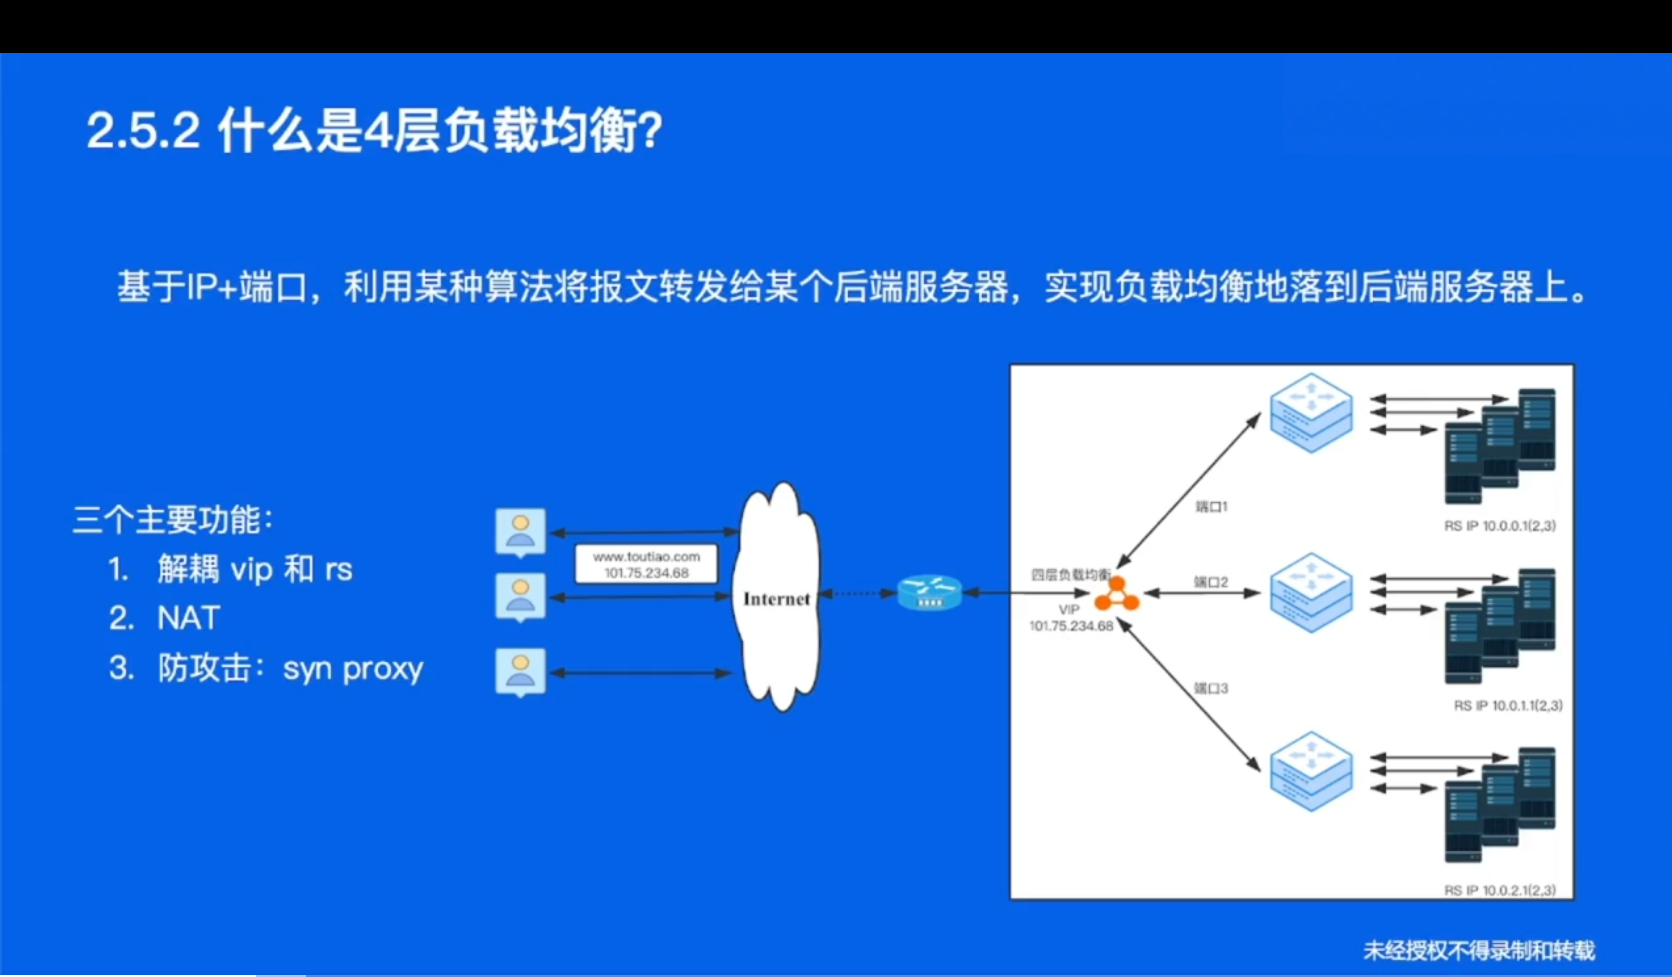 2.5.2 什么是4层负载均衡?
基于IP+端口，利用某种算法将报文转发给某个后端服务器，实现负载均衡地落到后端服务器上。
三个主要功能：
1. 解耦 vip 和 rs
2. NAT
3. 防攻击：syn proxy
www.toutiao.com
101.75.234.68
Internet
四层负载均衡
VIP
101.75.234.68
端口1
端口2
端口3
RS IP 10.0.0.1(2,3)
RS IP 10.0.1.1(2,3)
RS IP 10.0.2.1(2,3)
未经授权不得录制和转载